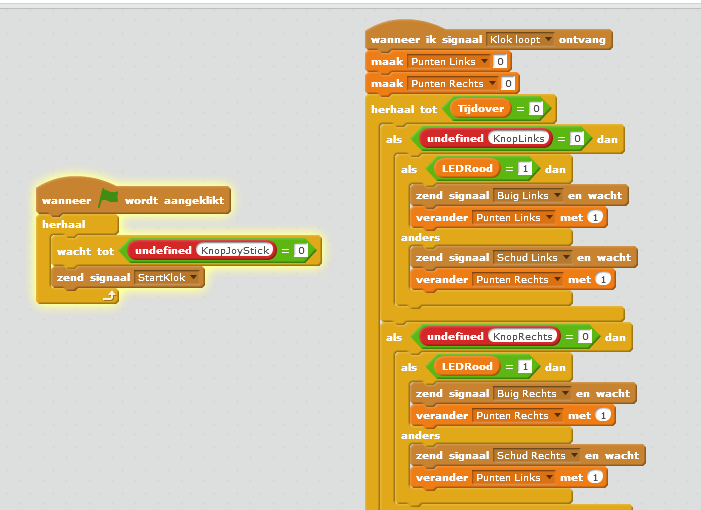 wanneer wordt aangeklikt
herhaal
wacht tot undefined KnopJoyStick = 0
zend signaal StartKlok
wanneer ik signaal Klok loopt ontvang
maak Punten Links 0
maak Punten Rechts 0
herhaal tot Tijdover = 0
als undefined KnopLinks = 0 dan
als LEDRood = 1 dan
zend signaal Buig Links en wacht
verander Punten Links met 1
anders
zend signaal Schud Links en wacht
verander Punten Rechts met 1
als undefined KnopRechts = 0 dan
als LEDRood = 1 dan
zend signaal Buig Rechts en wacht
verander Punten Rechts met 1
anders
zend signaal Schud Rechts en wacht
verander Punten Links met 1